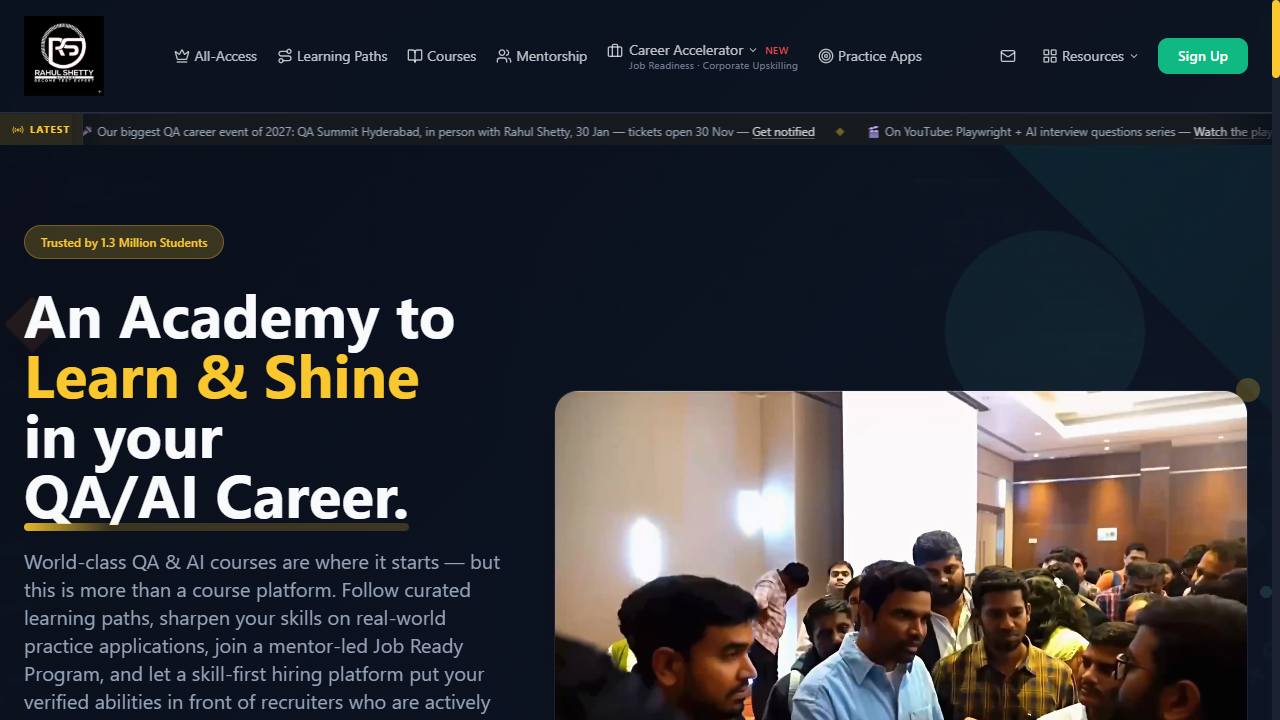 RAHUL SHETTY
All-Access
Learning Paths
Courses
Mentorship
Career Accelerator NEW
Job Readiness · Corporate Upskilling
Practice Apps
Resources
Sign Up
LATEST
Our biggest QA career event of 2027: QA Summit Hyderabad, in person with Rahul Shetty, 30 Jan — tickets open 30 Nov — Get notified
On YouTube: Playwright + AI interview questions series — Watch the play
Trusted by 1.3 Million Students
An Academy to
Learn & Shine
in your
QA/AI Career.
World-class QA & AI courses are where it starts — but
this is more than a course platform. Follow curated
learning paths, sharpen your skills on real-world
practice applications, join a mentor-led Job Ready
Program, and let a skill-first hiring platform put your
verified abilities in front of recruiters who are actively